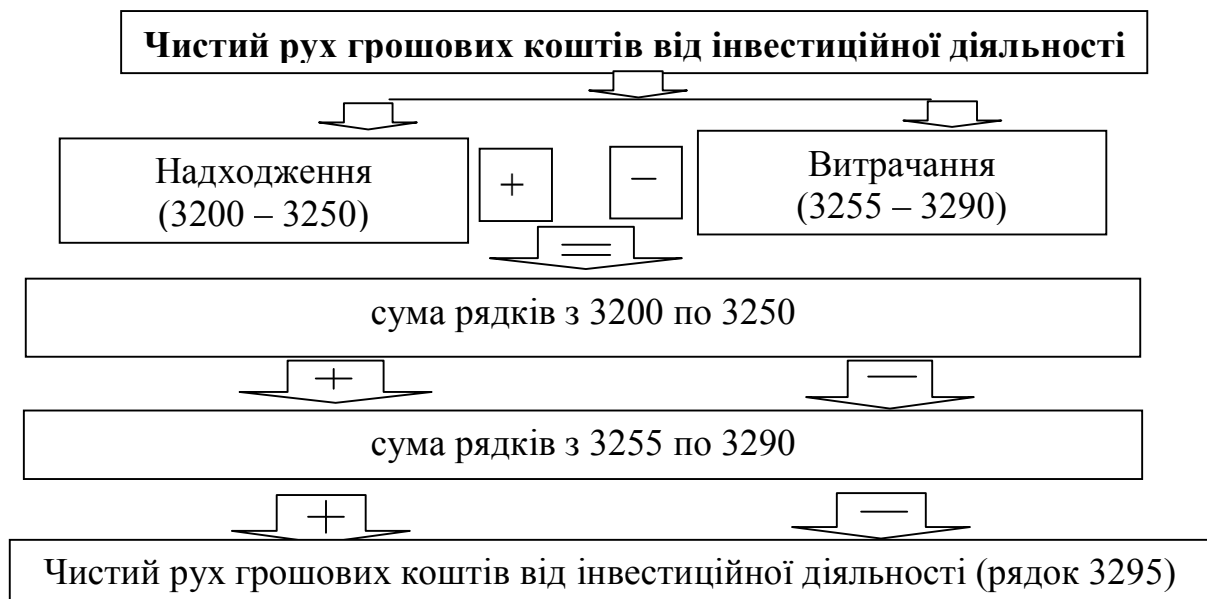 Чистий рух грошових коштів від інвестиційної діяльності
Надходження
(3200 – 3250)
+
–
Витрачання
(3255 – 3290)
=
сума рядків з 3200 по 3250
+
–
сума рядків з 3255 по 3290
+
–
Чистий рух грошових коштів від інвестиційної діяльності (рядок 3295)